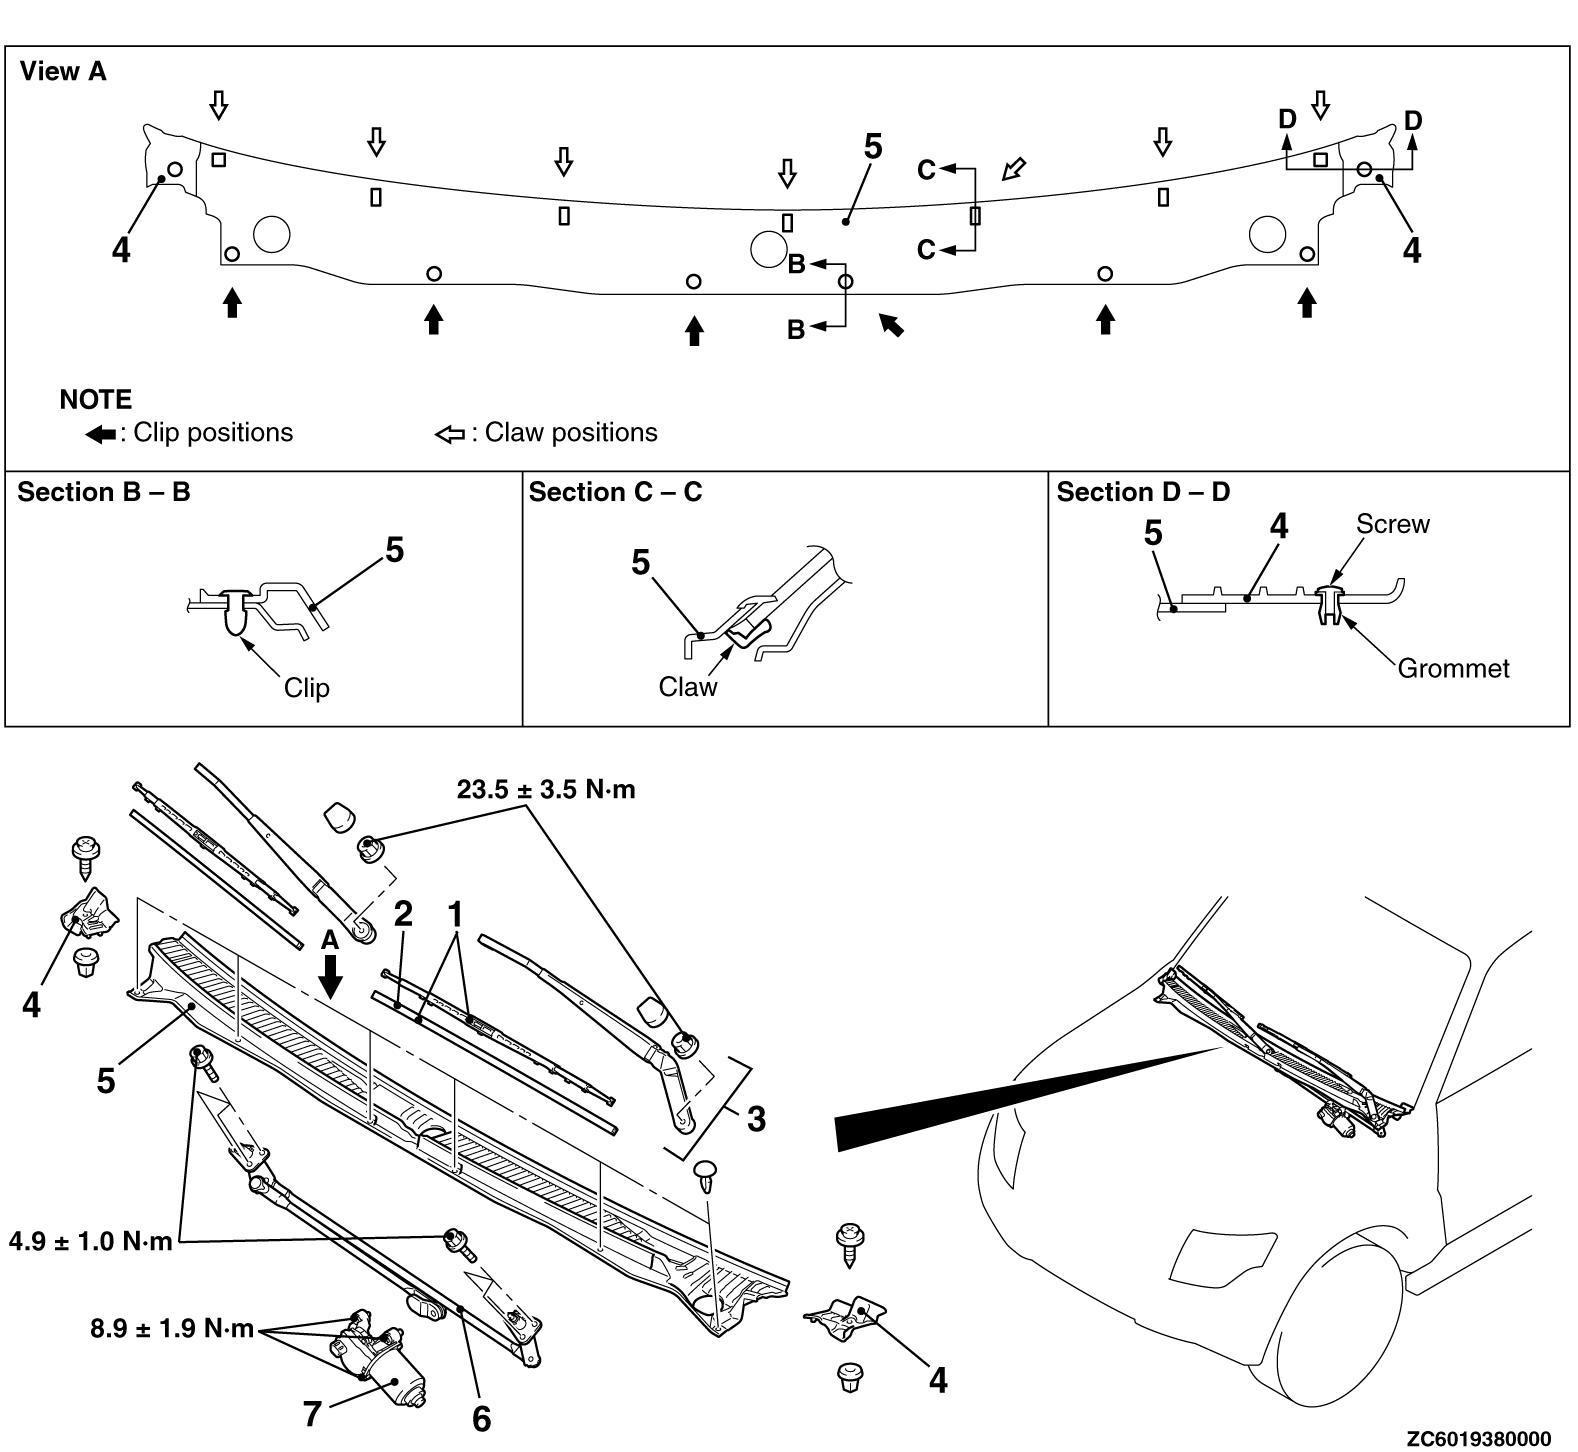 View A
D D
5
C
4 C 4
B
B
NOTE
: Clip positions : Claw positions
Section B – B
5
Clip
Section C – C
5
Claw
Section D – D
5 4 Screw
Grommet
23.5 ± 3.5 N·m
2 1
A
4
5
3
4.9 ± 1.0 N·m
8.9 ± 1.9 N·m
4
7 6
ZC6019380000